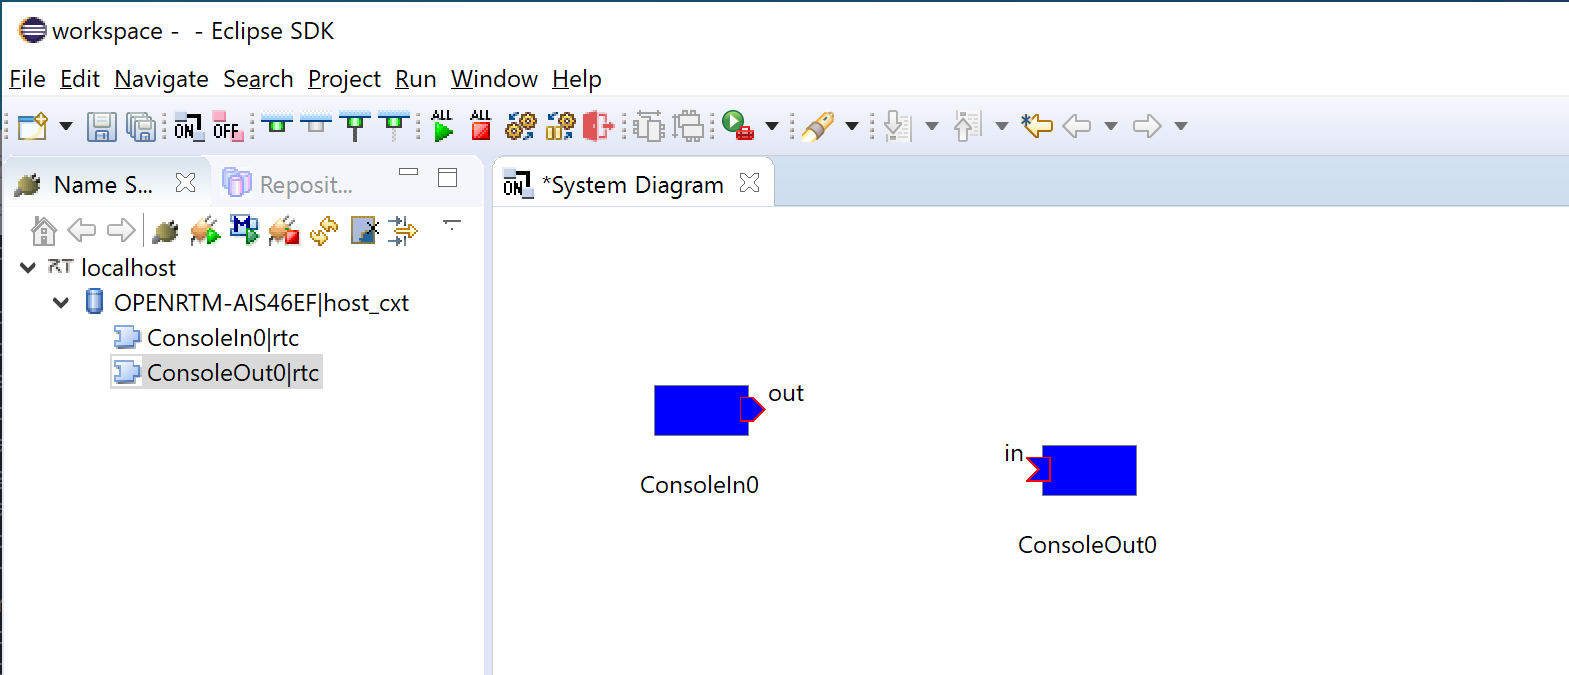 workspace -  - Eclipse SDK
File Edit Navigate Search Project Run Window Help
ON OFF ALL ALL
Name S... Reposit... ON *System Diagram
M
RT localhost
OPENRTM-AIS46EF|host_cxt
ConsoleIn0|rtc
ConsoleOut0|rtc
out
in
ConsoleIn0
ConsoleOut0